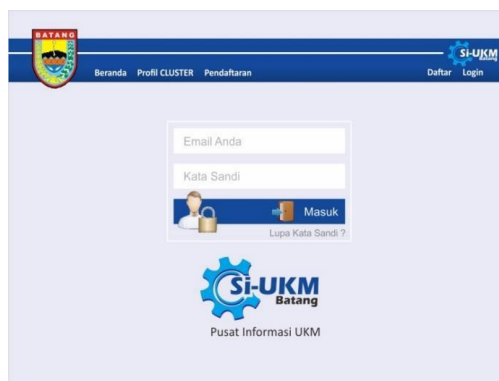 BATANG
Si-UKM
Batang
Beranda Profil CLUSTER Pendaftaran Daftar Login
Email Anda
Kata Sandi
Masuk
Lupa Kata Sandi ?
Si-UKM
Batang
Pusat Informasi UKM